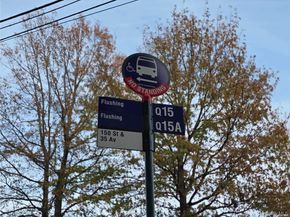 NO STANDING
Flushing
Flushing
150 St &
35 Av
Q15
Q15A